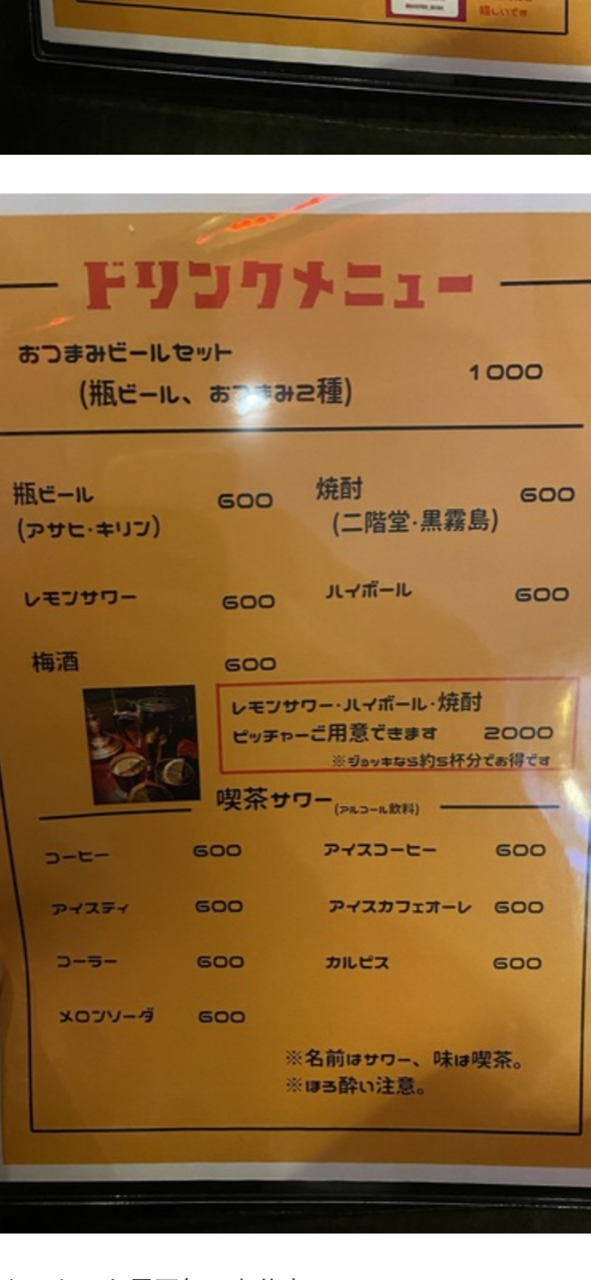 嬉しいです
ドリンクメニュー
おつまみビールセット
(瓶ビール、おつまみ2種) 1000
瓶ビール 600 焼酎 600
(アサヒ・キリン) (二階堂・黒霧島)
レモンサワー 600 ハイボール 600
梅酒 600
レモンサワー・ハイボール・焼酎
ピッチャーご用意できます 2000
※ジョッキなら約5杯分でお得です
喫茶サワー(アルコール飲料)
コーヒー 600 アイスコーヒー 600
アイスティ 600 アイスカフェオーレ 600
コーラー 600 カルピス 600
メロンソーダ 600
※名前はサワー、味は喫茶。
※ほろ酔い注意。